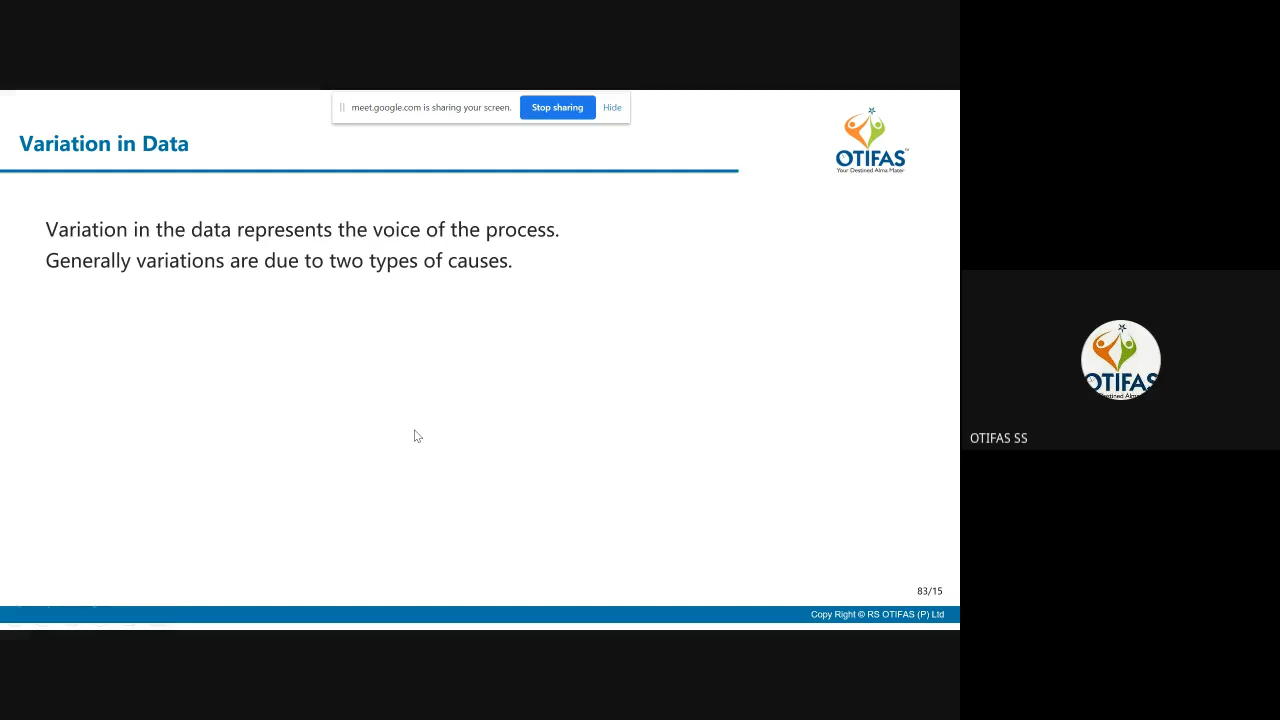 meet.google.com is sharing your screen. Stop sharing Hide
Variation in Data
OTIFAS
Your Destined Alma Mater
Variation in the data represents the voice of the process.
Generally variations are due to two types of causes.
OTIFAS
OTIFAS SS
83/15
Copy Right © RS OTIFAS (P) Ltd